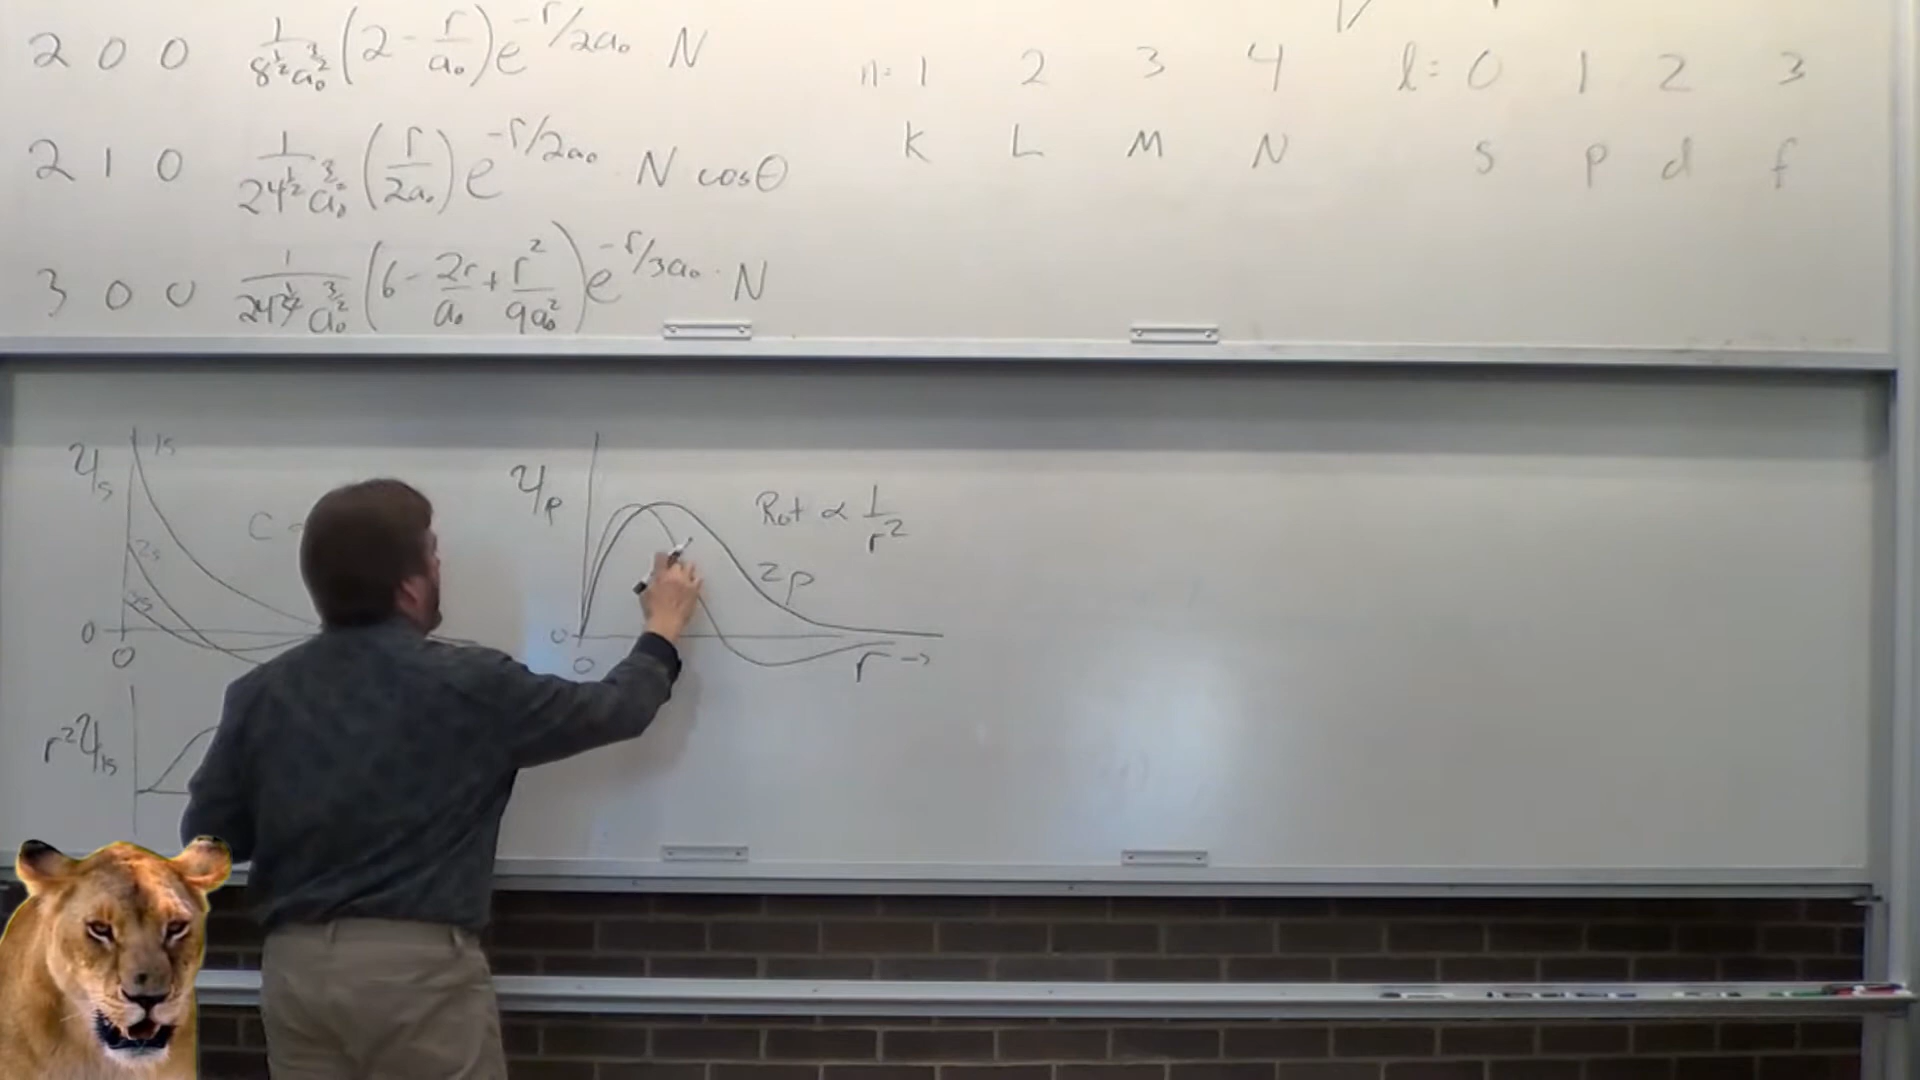 2 0 0 1/(8^½ a₀^(3/2)) (2 - r/a₀) e^(-r/2a₀) N
2 1 0 1/(24^½ a₀^(3/2)) (r/2a₀) e^(-r/2a₀) N cosθ
3 0 0 1/(243^½ a₀^(3/2)) (6 - 2r/a₀ + r²/9a₀²) e^(-r/3a₀) · N
n= 1 2 3 4
K L M N
l= 0 1 2 3
s p d f
Ψs
1s
2s
3s
C
0
0
r²Ψ1s
Ψp
Rot ∝ 1/r²
2p
0
0
r →